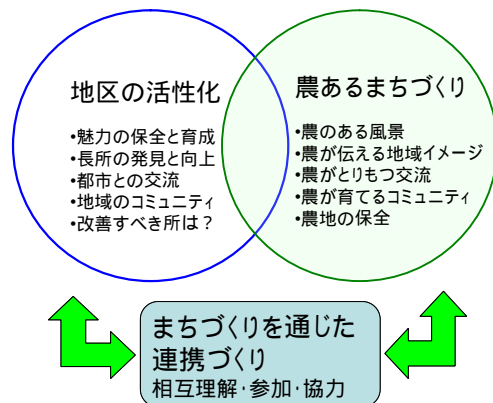 地区の活性化
•魅力の保全と育成
•長所の発見と向上
•都市との交流
•地域のコミュニティ
•改善すべき所は？
農あるまちづくり
•農のある風景
•農が伝える地域イメージ
•農がとりもつ交流
•農が育てるコミュニティ
•農地の保全
まちづくりを通じた
連携づくり
相互理解・参加・協力